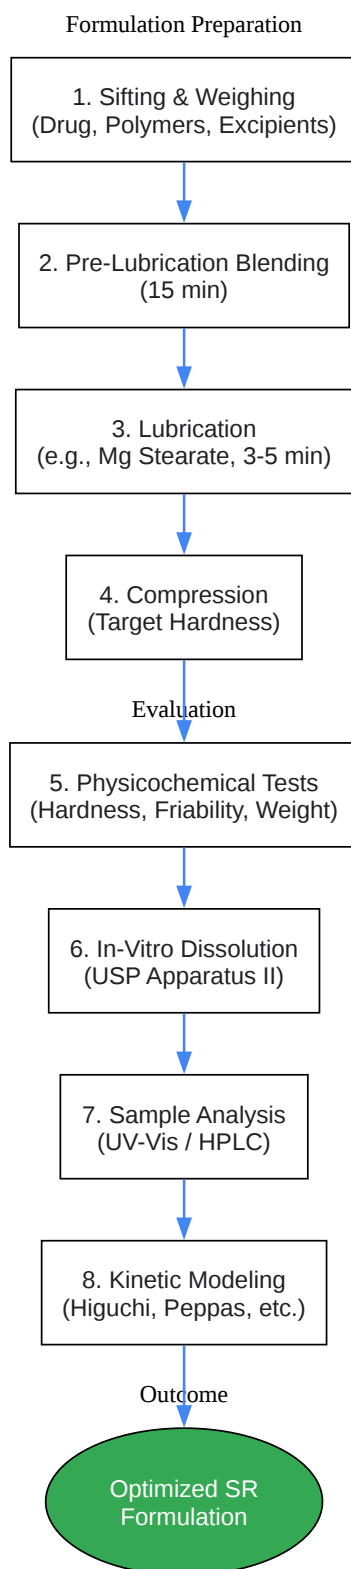 Formulation Preparation
1. Sifting & Weighing
(Drug, Polymers, Excipients)
2. Pre-Lubrication Blending
(15 min)
3. Lubrication
(e.g., Mg Stearate, 3-5 min)
4. Compression
(Target Hardness)
Evaluation
5. Physicochemical Tests
(Hardness, Friability, Weight)
6. In-Vitro Dissolution
(USP Apparatus II)
7. Sample Analysis
(UV-Vis / HPLC)
8. Kinetic Modeling
(Higuchi, Peppas, etc.)
Outcome
Optimized SR
Formulation